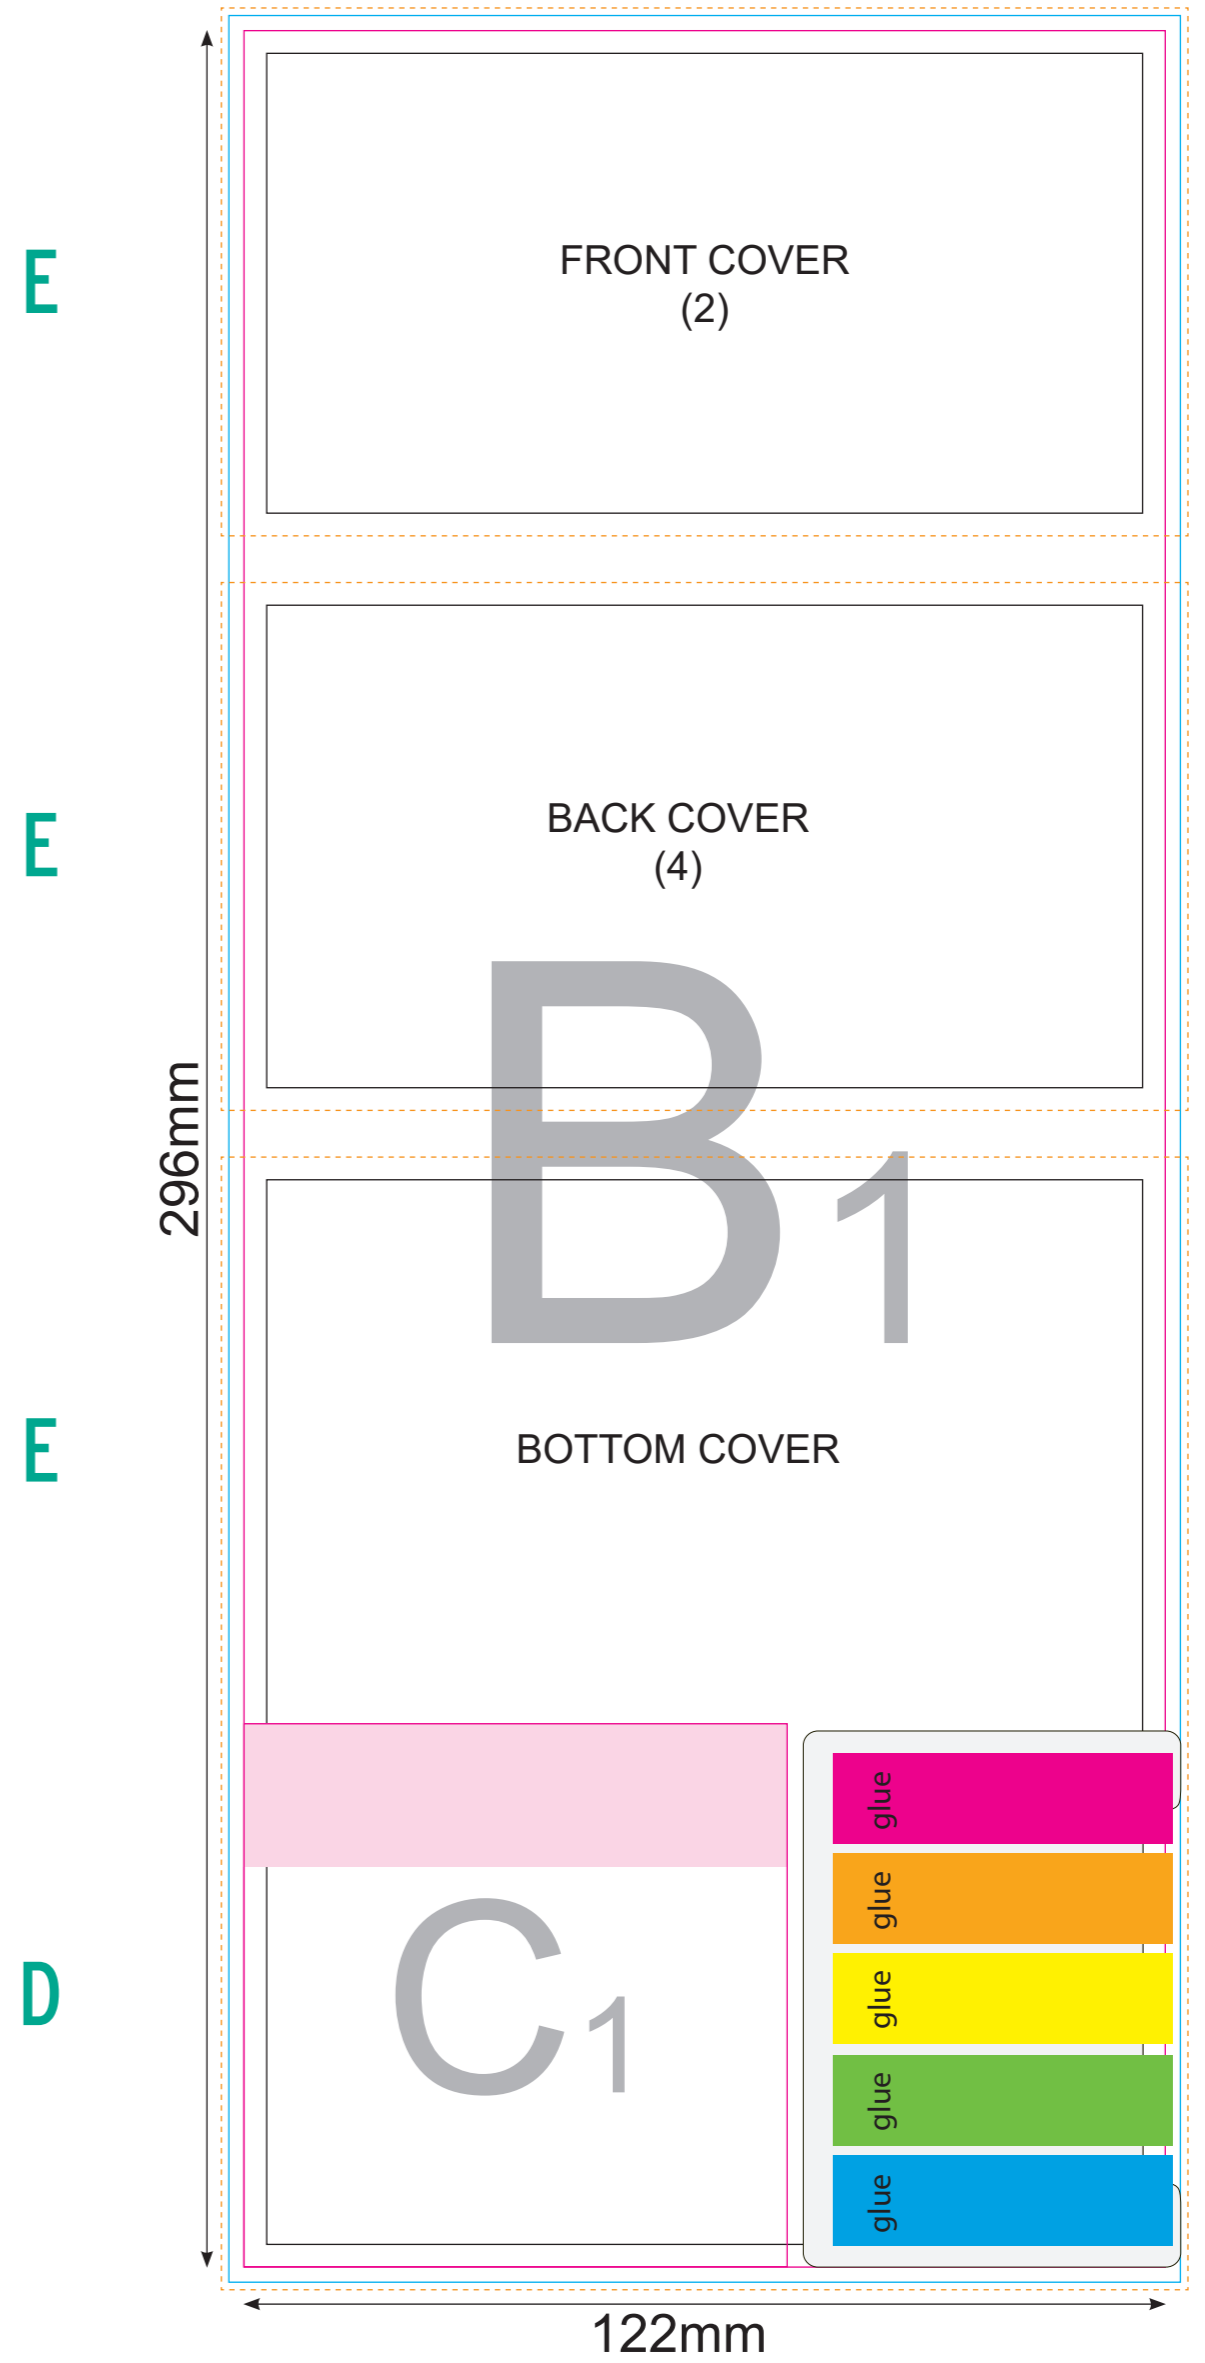 E
FRONT COVER
(2)
E
BACK COVER
(4)
B1
296mm
E
BOTTOM COVER
glue
glue
glue
glue
glue
D
C1
122mm